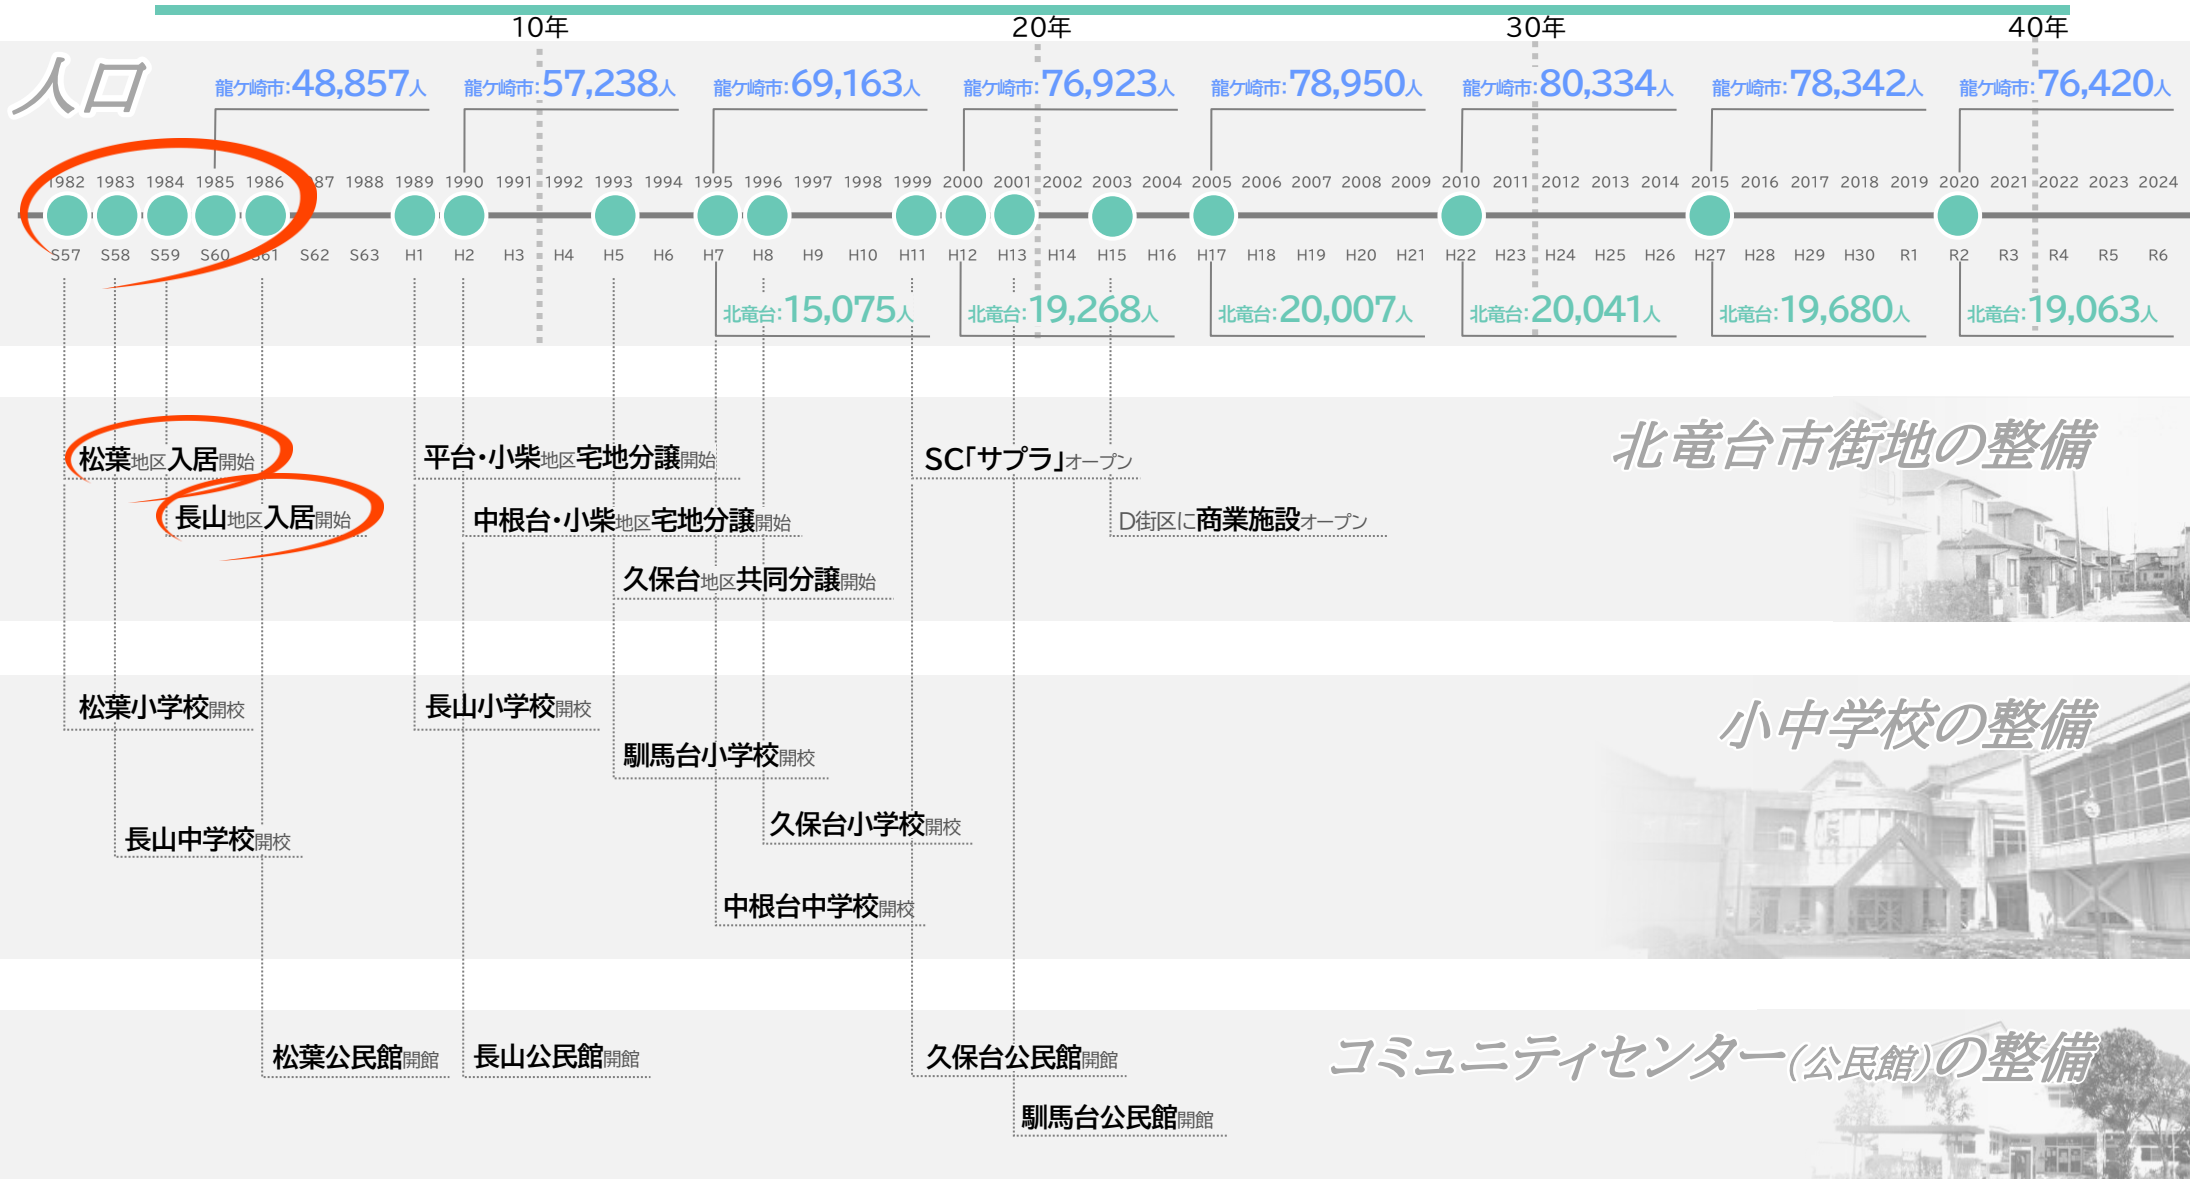 10年 20年 30年 40年
人口
龍ケ崎市:48,857人 龍ケ崎市:57,238人 龍ケ崎市:69,163人 龍ケ崎市:76,923人 龍ケ崎市:78,950人 龍ケ崎市:80,334人 龍ケ崎市:78,342人 龍ケ崎市:76,420人
1982 1983 1984 1985 1986 87 1988 1989 1990 1991 1992 1993 1994 1995 1996 1997 1998 1999 2000 2001 2002 2003 2004 2005 2006 2007 2008 2009 2010 2011 2012 2013 2014 2015 2016 2017 2018 2019 2020 2021 2022 2023 2024
S57 S58 S59 S60 S61 S62 S63 H1 H2 H3 H4 H5 H6 H7 H8 H9 H10 H11 H12 H13 H14 H15 H16 H17 H18 H19 H20 H21 H22 H23 H24 H25 H26 H27 H28 H29 H30 R1 R2 R3 R4 R5 R6
北竜台:15,075人 北竜台:19,268人 北竜台:20,007人 北竜台:20,041人 北竜台:19,680人 北竜台:19,063人
北竜台市街地の整備
松葉地区入居開始 平台・小柴地区宅地分譲開始 SC「サプラ」オープン
長山地区入居開始 中根台・小柴地区宅地分譲開始 D街区に商業施設オープン
久保台地区共同分譲開始
小中学校の整備
松葉小学校開校 長山小学校開校
馴馬台小学校開校
長山中学校開校 久保台小学校開校
中根台中学校開校
コミュニティセンター(公民館)の整備
松葉公民館開館 長山公民館開館 久保台公民館開館
馴馬台公民館開館